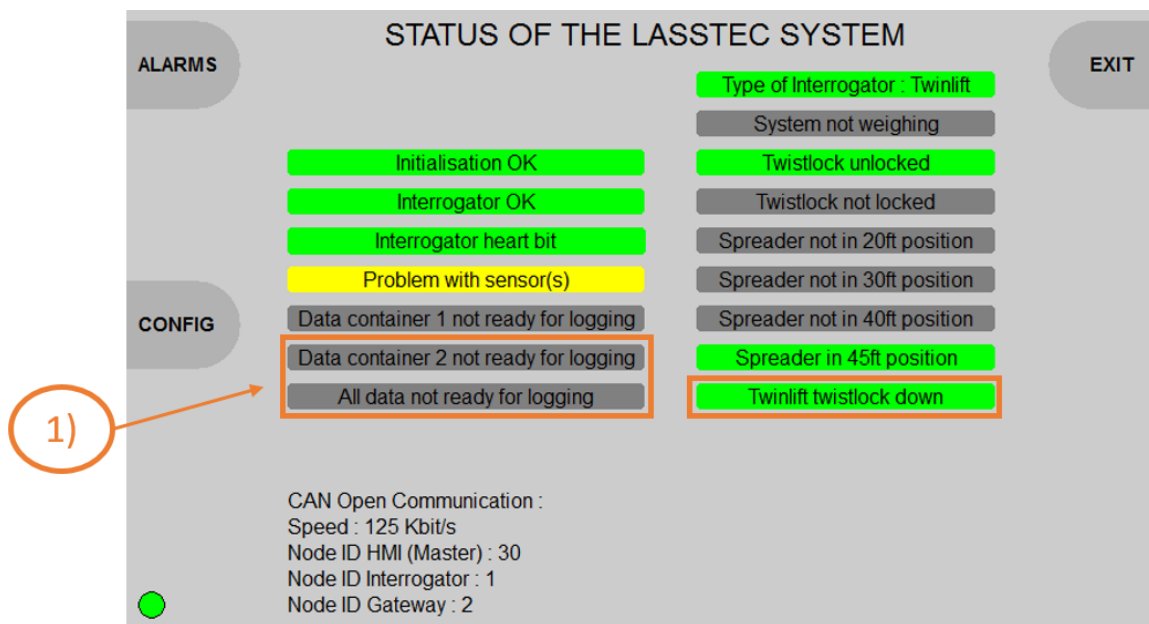 STATUS OF THE LASSTEC SYSTEM
ALARMS
EXIT
Type of Interrogator : Twinlift
System not weighing
Initialisation OK
Twistlock unlocked
Interrogator OK
Twistlock not locked
Interrogator heart bit
Spreader not in 20ft position
Problem with sensor(s)
Spreader not in 30ft position
CONFIG
Data container 1 not ready for logging
Spreader not in 40ft position
Data container 2 not ready for logging
Spreader in 45ft position
All data not ready for logging
Twinlift twistlock down
1)
CAN Open Communication :
Speed : 125 Kbit/s
Node ID HMI (Master) : 30
Node ID Interrogator : 1
Node ID Gateway : 2